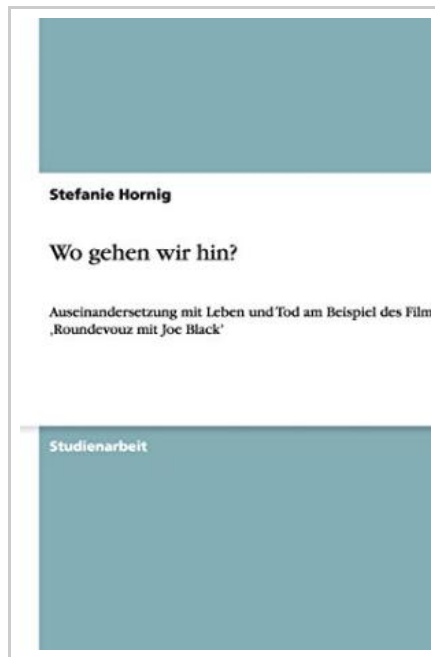 Stefanie Hornig
Wo gehen wir hin?
Auseinandersetzung mit Leben und Tod am Beispiel des Film
‚Roundevouz mit Joe Black‘
Studienarbeit